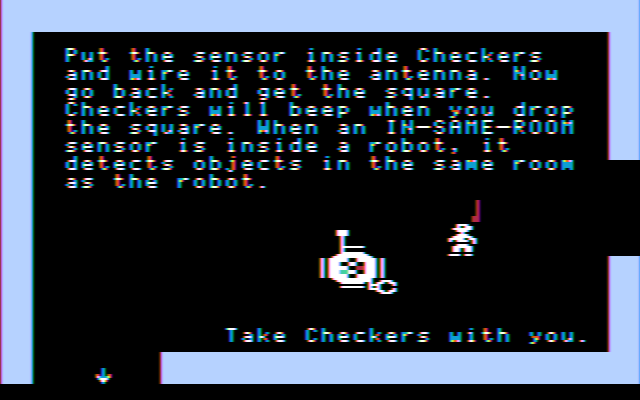 Put the sensor inside Checkers
and wire it to the antenna. Now
go back and get the square.
Checkers will beep when you drop
the square. When an IN-SAME-ROOM
sensor is inside a robot, it
detects objects in the same room
as the robot.
Take Checkers with you.